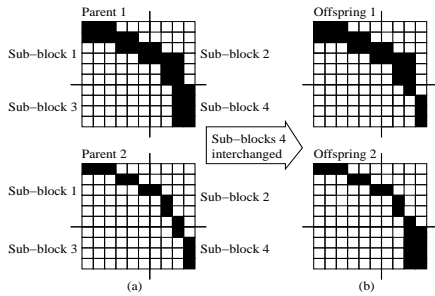 Parent 1
Offspring 1
Sub-block 1
Sub-block 2
Sub-block 3
Sub-block 4
Sub-blocks 4
interchanged
Parent 2
Offspring 2
Sub-block 1
Sub-block 2
Sub-block 3
Sub-block 4
(a)
(b)